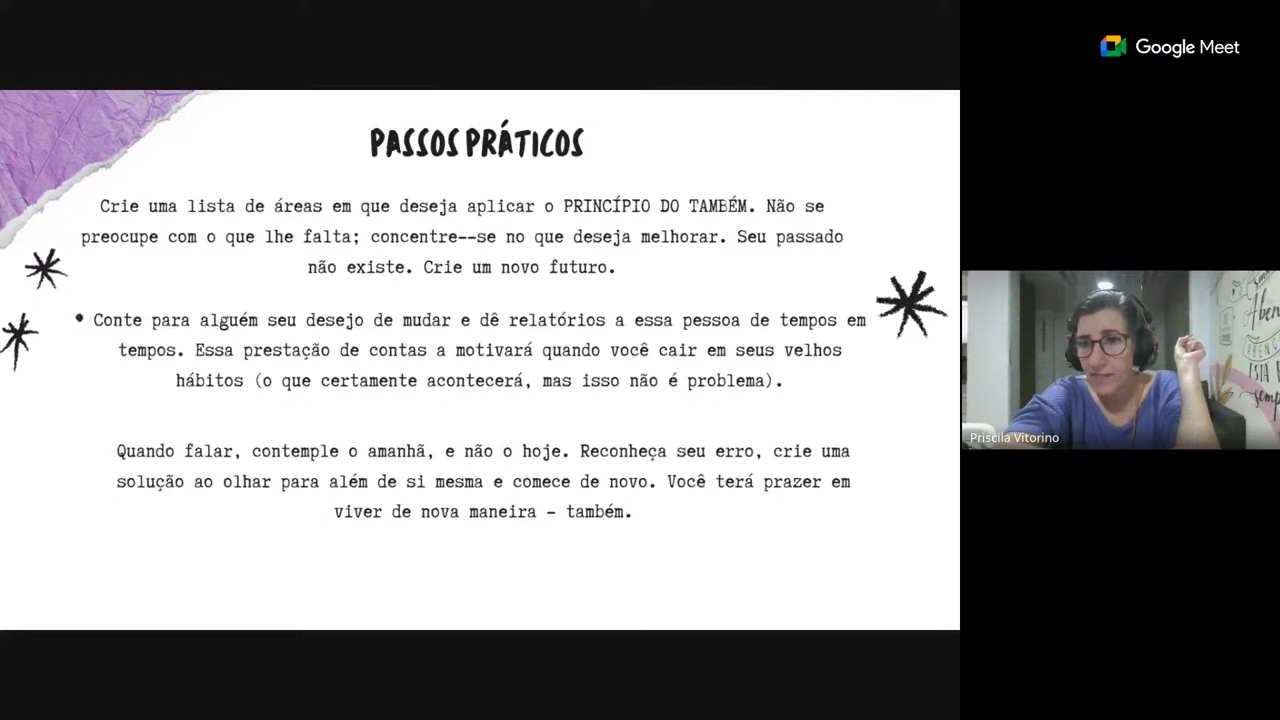 Google Meet
PASSOS PRÁTICOS
Crie uma lista de áreas em que deseja aplicar o PRINCÍPIO DO TAMBÉM. Não se
preocupe com o que lhe falta; concentre--se no que deseja melhorar. Seu passado
não existe. Crie um novo futuro.
• Conte para alguém seu desejo de mudar e dê relatórios a essa pessoa de tempos em
tempos. Essa prestação de contas a motivará quando você cair em seus velhos
hábitos (o que certamente acontecerá, mas isso não é problema).
Quando falar, contemple o amanhã, e não o hoje. Reconheça seu erro, crie uma
solução ao olhar para além de si mesma e comece de novo. Você terá prazer em
viver de nova maneira - também.
Priscila Vitorino